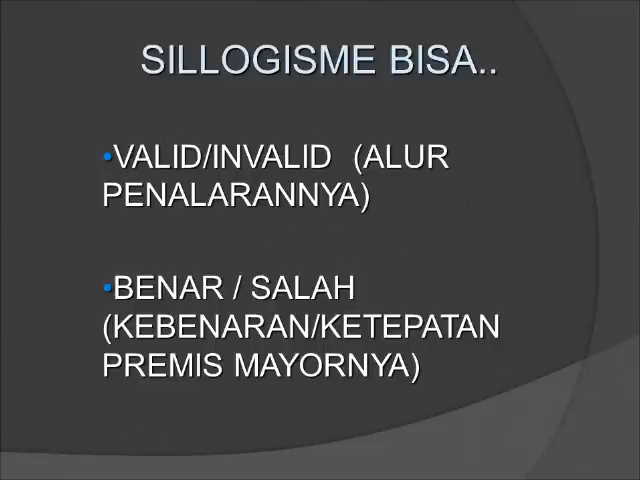 SILLOGISME BISA..
•VALID/INVALID (ALUR
PENALARANNYA)
•BENAR / SALAH
(KEBENARAN/KETEPATAN
PREMIS MAYORNYA)